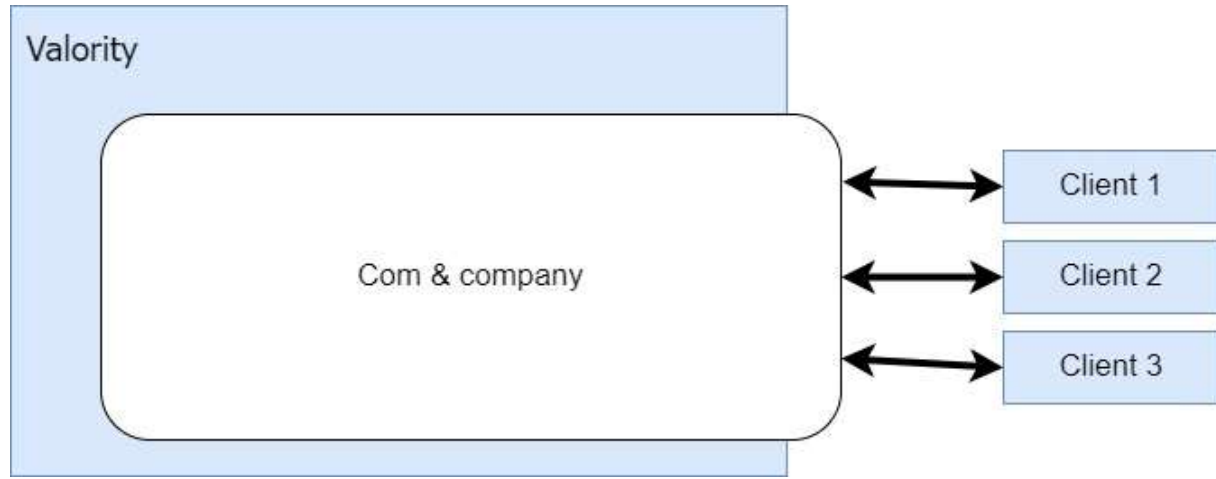 Valority
Com & company
Client 1
Client 2
Client 3